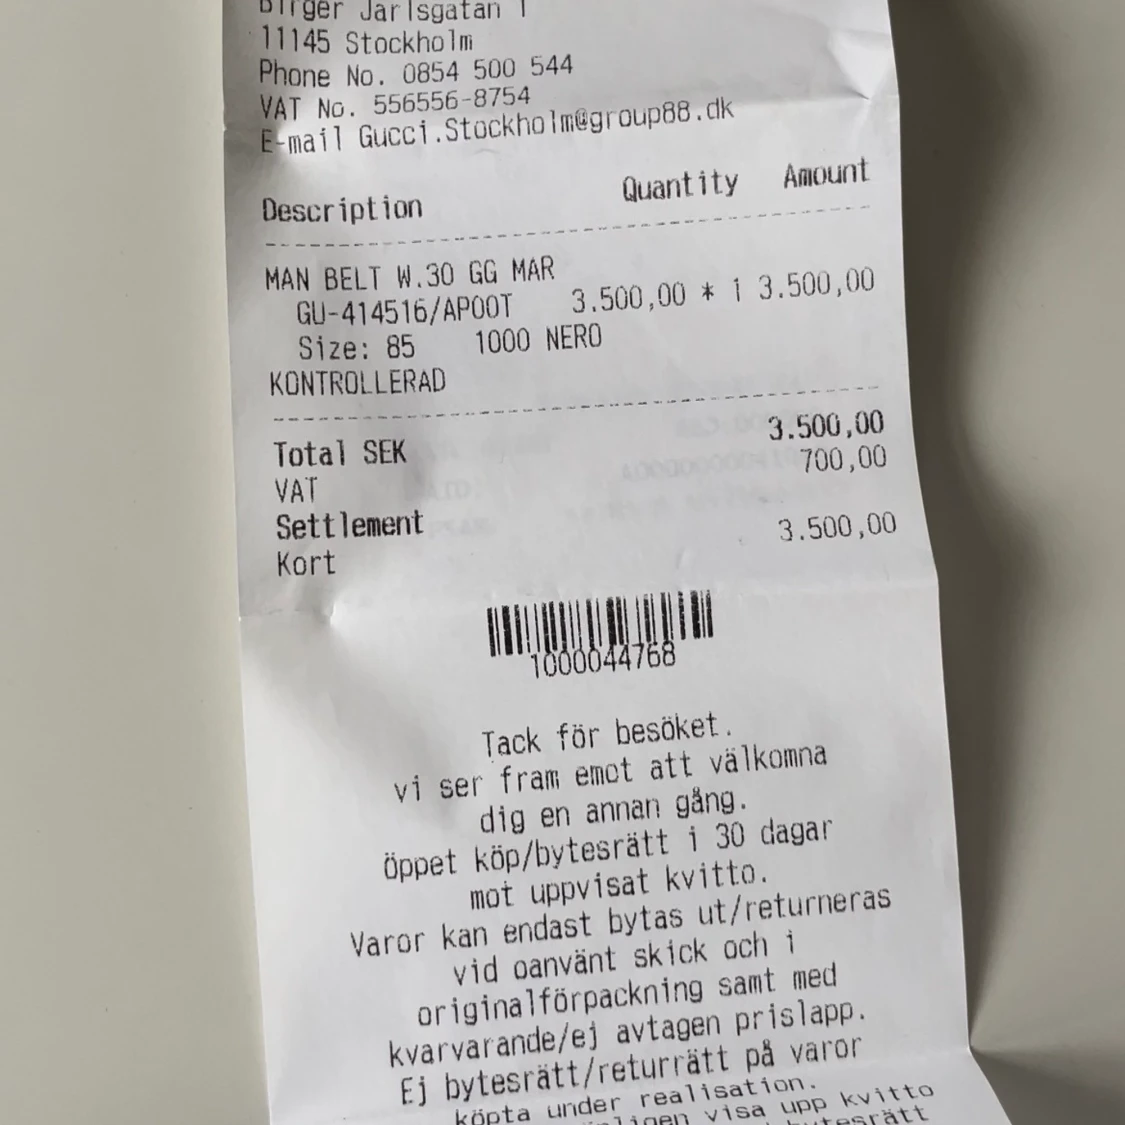 Birger Jarlsgatan 1
11145 Stockholm
Phone No. 0854 500 544
VAT No. 556556-8754
E-mail Gucci.Stockholm@group88.dk
Description Quantity Amount
MAN BELT W.30 GG MAR
GU-414516/AP00T 3.500,00 * 1 3.500,00
Size: 85 1000 NERO
KONTROLLERAD
Total SEK 3.500,00
VAT 700,00
Settlement
Kort 3.500,00
1000044768
Tack för besöket.
vi ser fram emot att välkomna
dig en annan gång.
Öppet köp/bytesrätt i 30 dagar
mot uppvisat kvitto.
Varor kan endast bytas ut/returneras
vid oanvänt skick och i
originalförpackning samt med
kvarvarande/ej avtagen prislapp.
Ej bytesrätt/returrätt på varor
köpta under realisation.
visa upp kvitto
bytesrätt